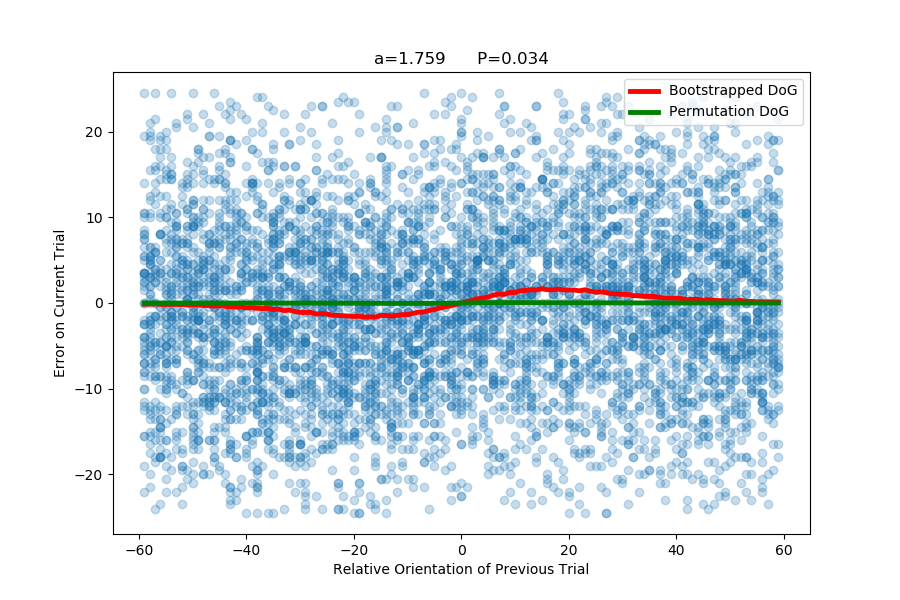 a=1.759 P=0.034
Bootstrapped DoG
Permutation DoG
Error on Current Trial
20
10
0
−10
−20
−60 −40 −20 0 20 40 60
Relative Orientation of Previous Trial